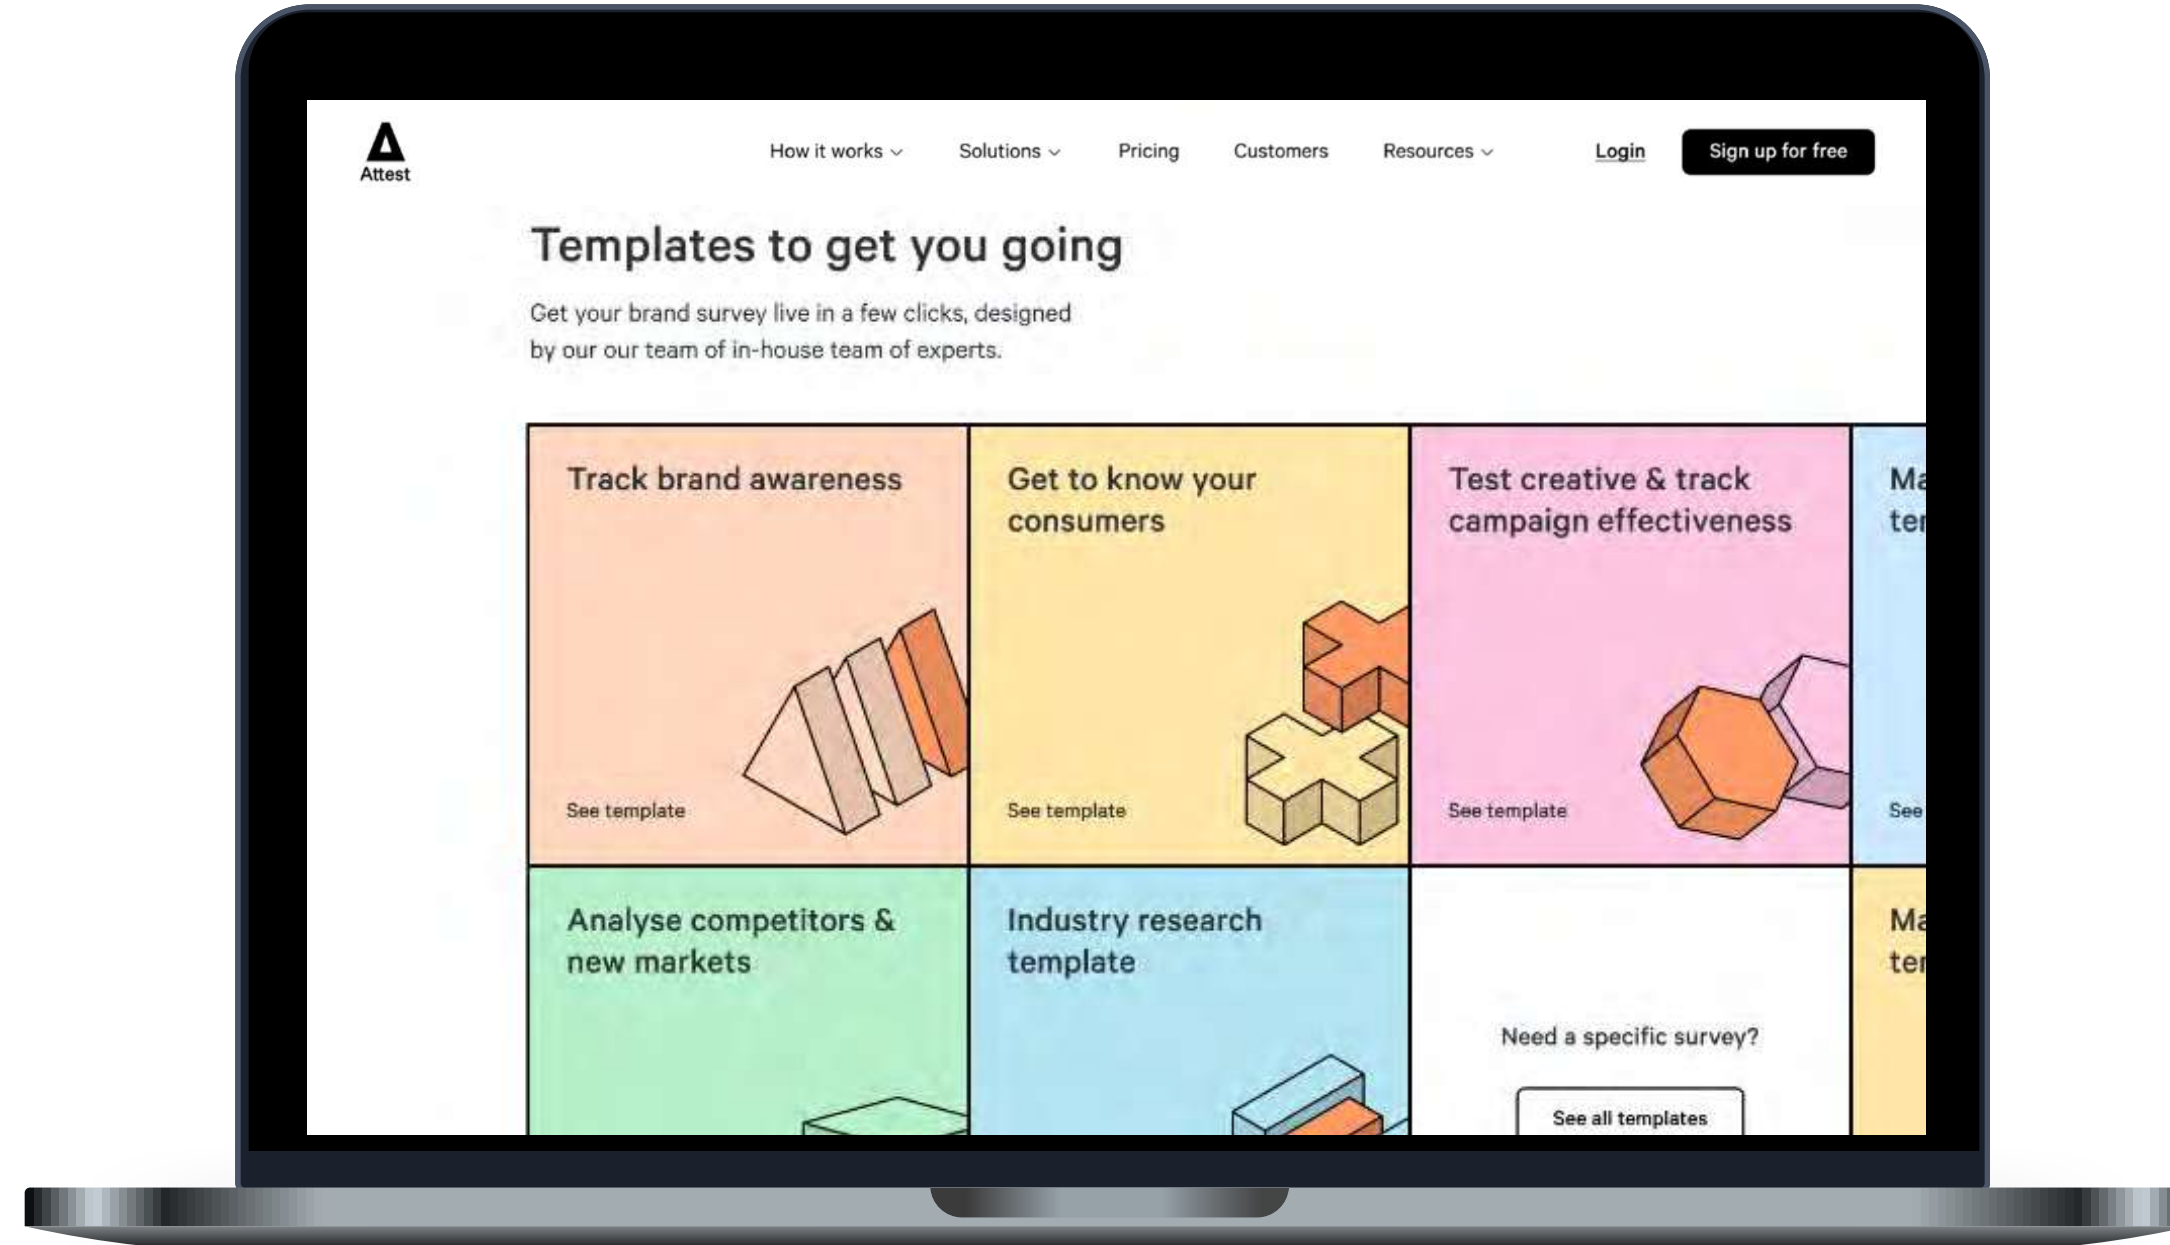 Attest
How it works
Solutions
Pricing
Customers
Resources
Login
Sign up for free
Templates to get you going
Get your brand survey live in a few clicks, designed
by our our team of in-house team of experts.
Track brand awareness
See template
Get to know your
consumers
See template
Test creative & track
campaign effectiveness
See template
See
Analyse competitors &
new markets
Industry research
template
Need a specific survey?
See all templates